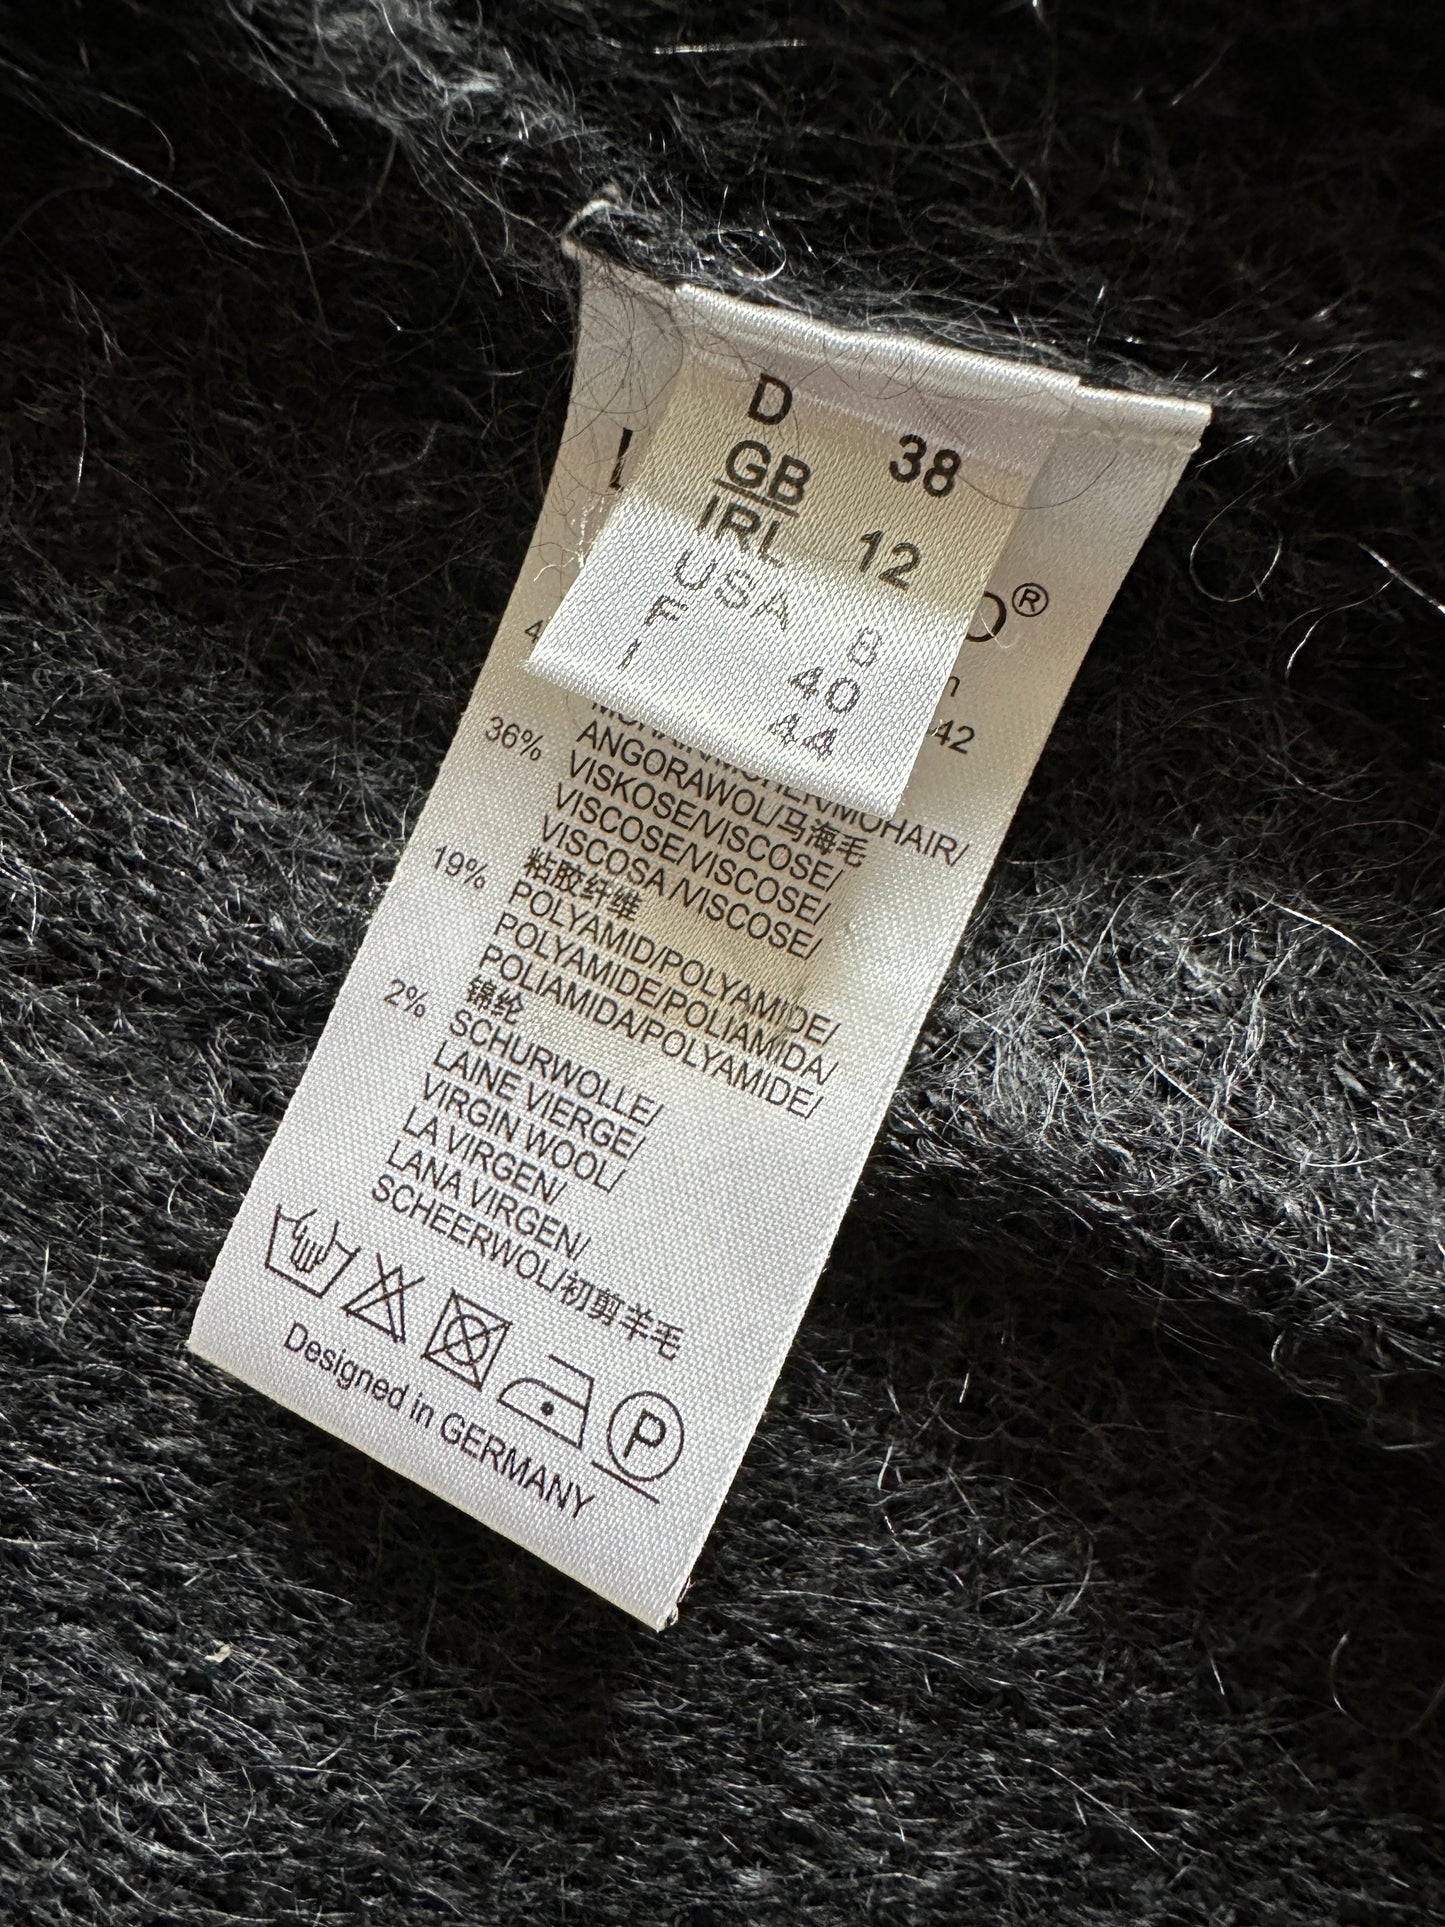 D 38
GB
IRL 12
USA 8
F 40
I 44
O®
42
MOHAIR/
ANGORAWOL/马海毛
36% VISKOSE/VISCOSE/
VISCOSE/VISCOSE/
VISCOSA /VISCOSE/
粘胶纤维
19% POLYAMID/POLYAMIDE/
POLYAMIDE/POLIAMIDA/
POLIAMIDA/POLYAMIDE/
锦纶
2% SCHURWOLLE/
LAINE VIERGE/
VIRGIN WOOL/
LA VIRGEN/
LANA VIRGEN/
SCHEERWOL/初剪羊毛
P
Designed in GERMANY